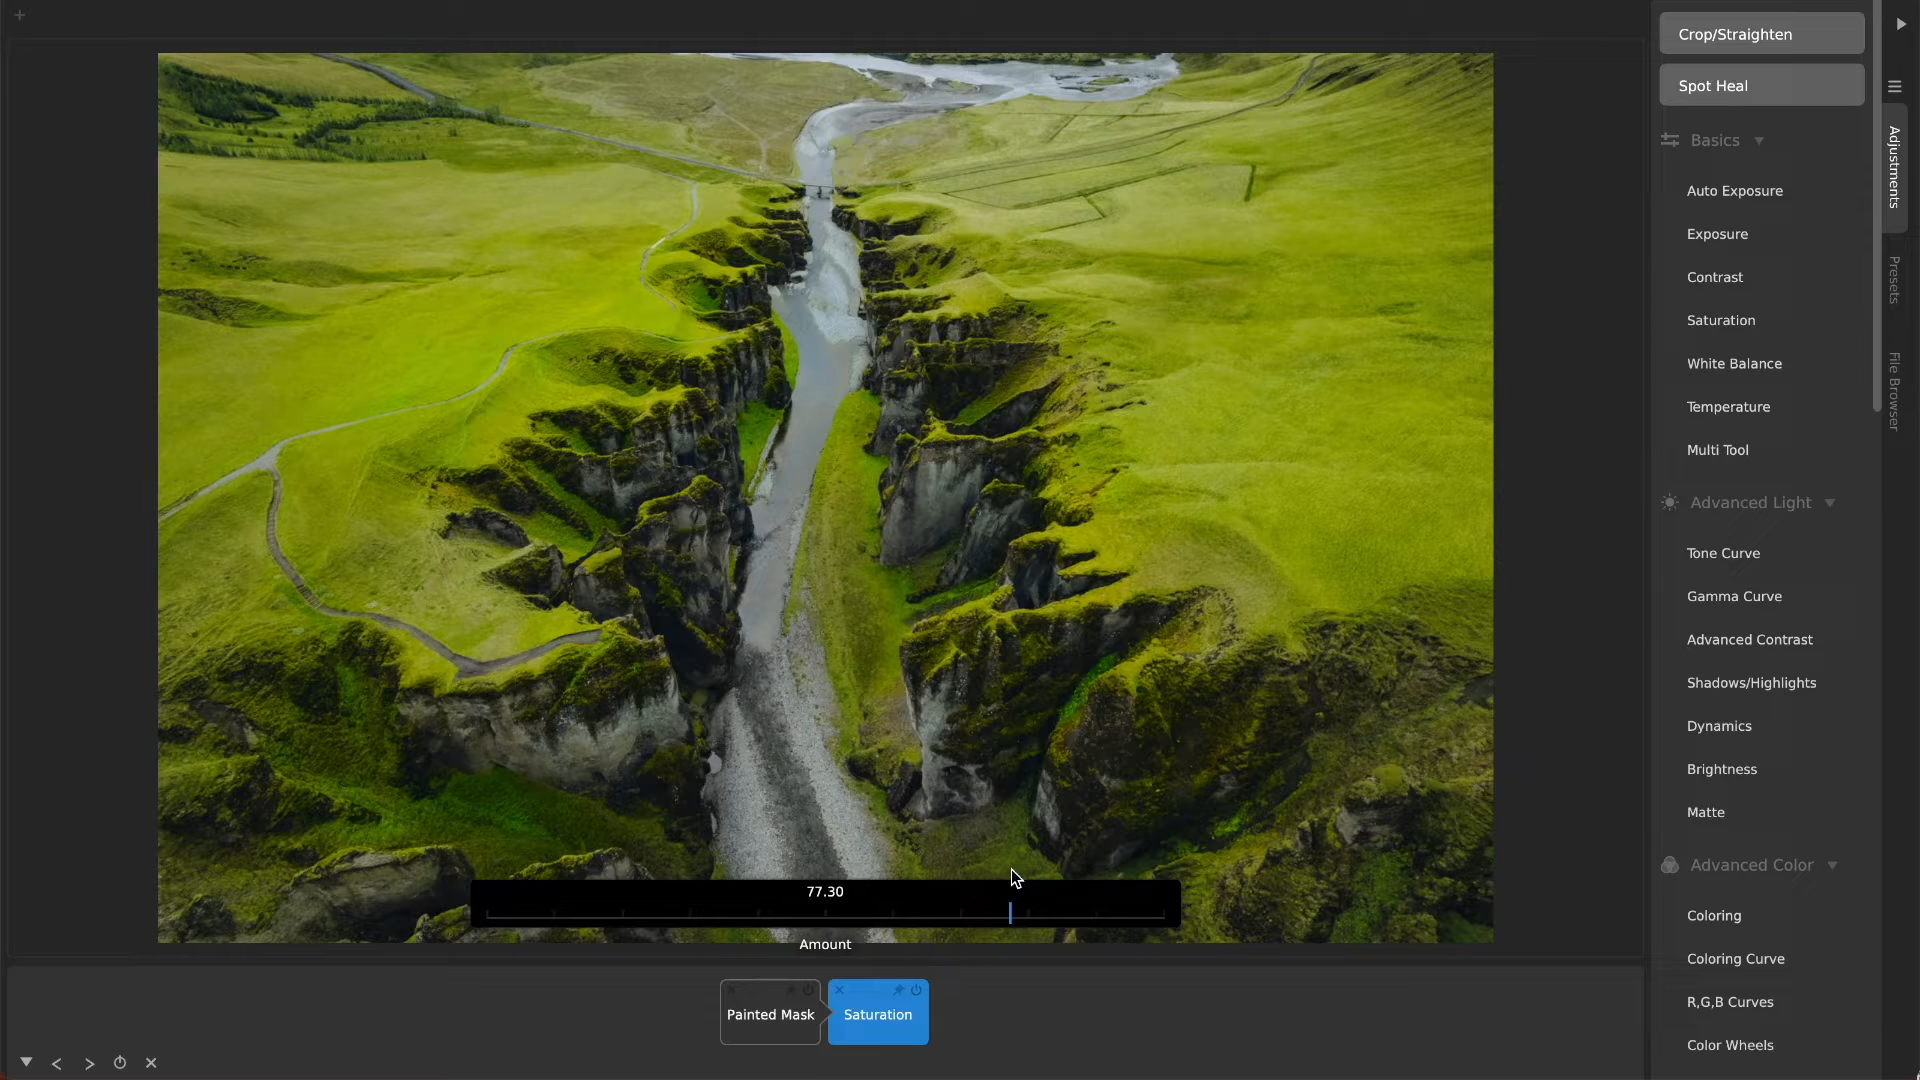 Crop/Straighten
Spot Heal
Basics
Auto Exposure
Exposure
Contrast
Saturation
White Balance
Temperature
Multi Tool
Advanced Light
Tone Curve
Gamma Curve
Advanced Contrast
Shadows/Highlights
Dynamics
Brightness
Matte
Advanced Color
Coloring
Coloring Curve
R,G,B Curves
Color Wheels
Adjustments
Presets
File Browser
77.30
Amount
Painted Mask
Saturation